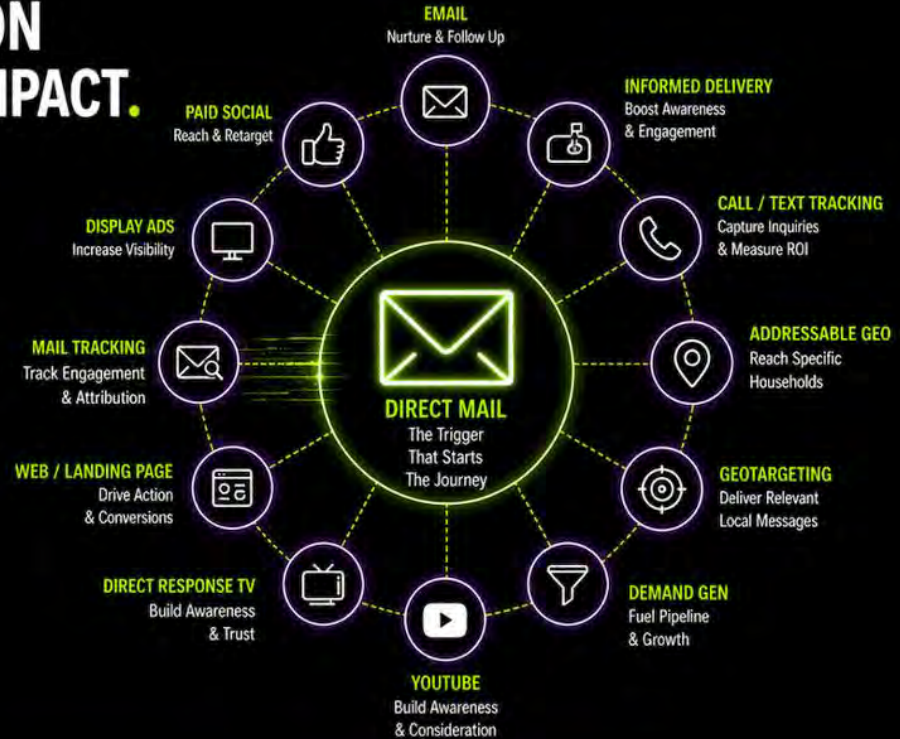 ON
MPACT.
EMAIL
Nurture & Follow Up
INFORMED DELIVERY
Boost Awareness
& Engagement
CALL / TEXT TRACKING
Capture Inquiries
& Measure ROI
ADDRESSABLE GEO
Reach Specific
Households
GEOTARGETING
Deliver Relevant
Local Messages
DEMAND GEN
Fuel Pipeline
& Growth
YOUTUBE
Build Awareness
& Consideration
DIRECT RESPONSE TV
Build Awareness
& Trust
WEB / LANDING PAGE
Drive Action
& Conversions
MAIL TRACKING
Track Engagement
& Attribution
DISPLAY ADS
Increase Visibility
PAID SOCIAL
Reach & Retarget
DIRECT MAIL
The Trigger
That Starts
The Journey